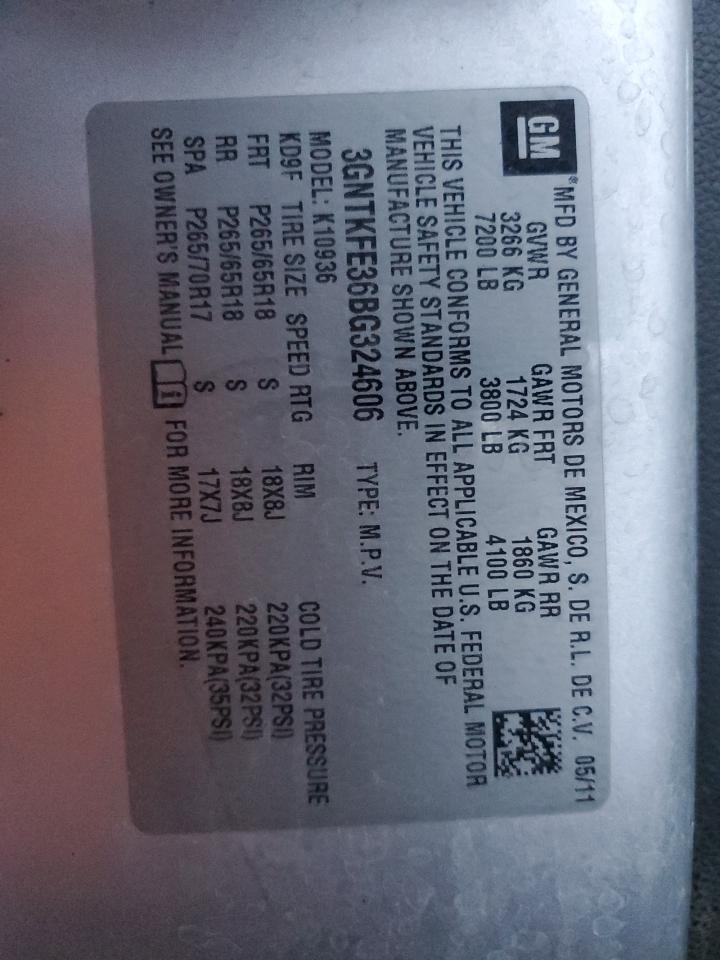 GM
®MFD BY GENERAL MOTORS DE MEXICO, S. DE R.L. DE C.V. 05/11
GVWR GAWR FRT GAWR RR
3266 KG 1724 KG 1860 KG
7200 LB 3800 LB 4100 LB
THIS VEHICLE CONFORMS TO ALL APPLICABLE U.S. FEDERAL MOTOR
VEHICLE SAFETY STANDARDS IN EFFECT ON THE DATE OF
MANUFACTURE SHOWN ABOVE.
3GNTKFE36BG324606 TYPE: M.P.V.
MODEL: K10936
KD9F TIRE SIZE SPEED RTG RIM COLD TIRE PRESSURE
FRT P265/65R18 S 18X8J 220KPA(32PSI)
RR P265/65R18 S 18X8J 220KPA(32PSI)
SPA P265/70R17 S 17X7J 240KPA(35PSI)
SEE OWNER'S MANUAL i FOR MORE INFORMATION.